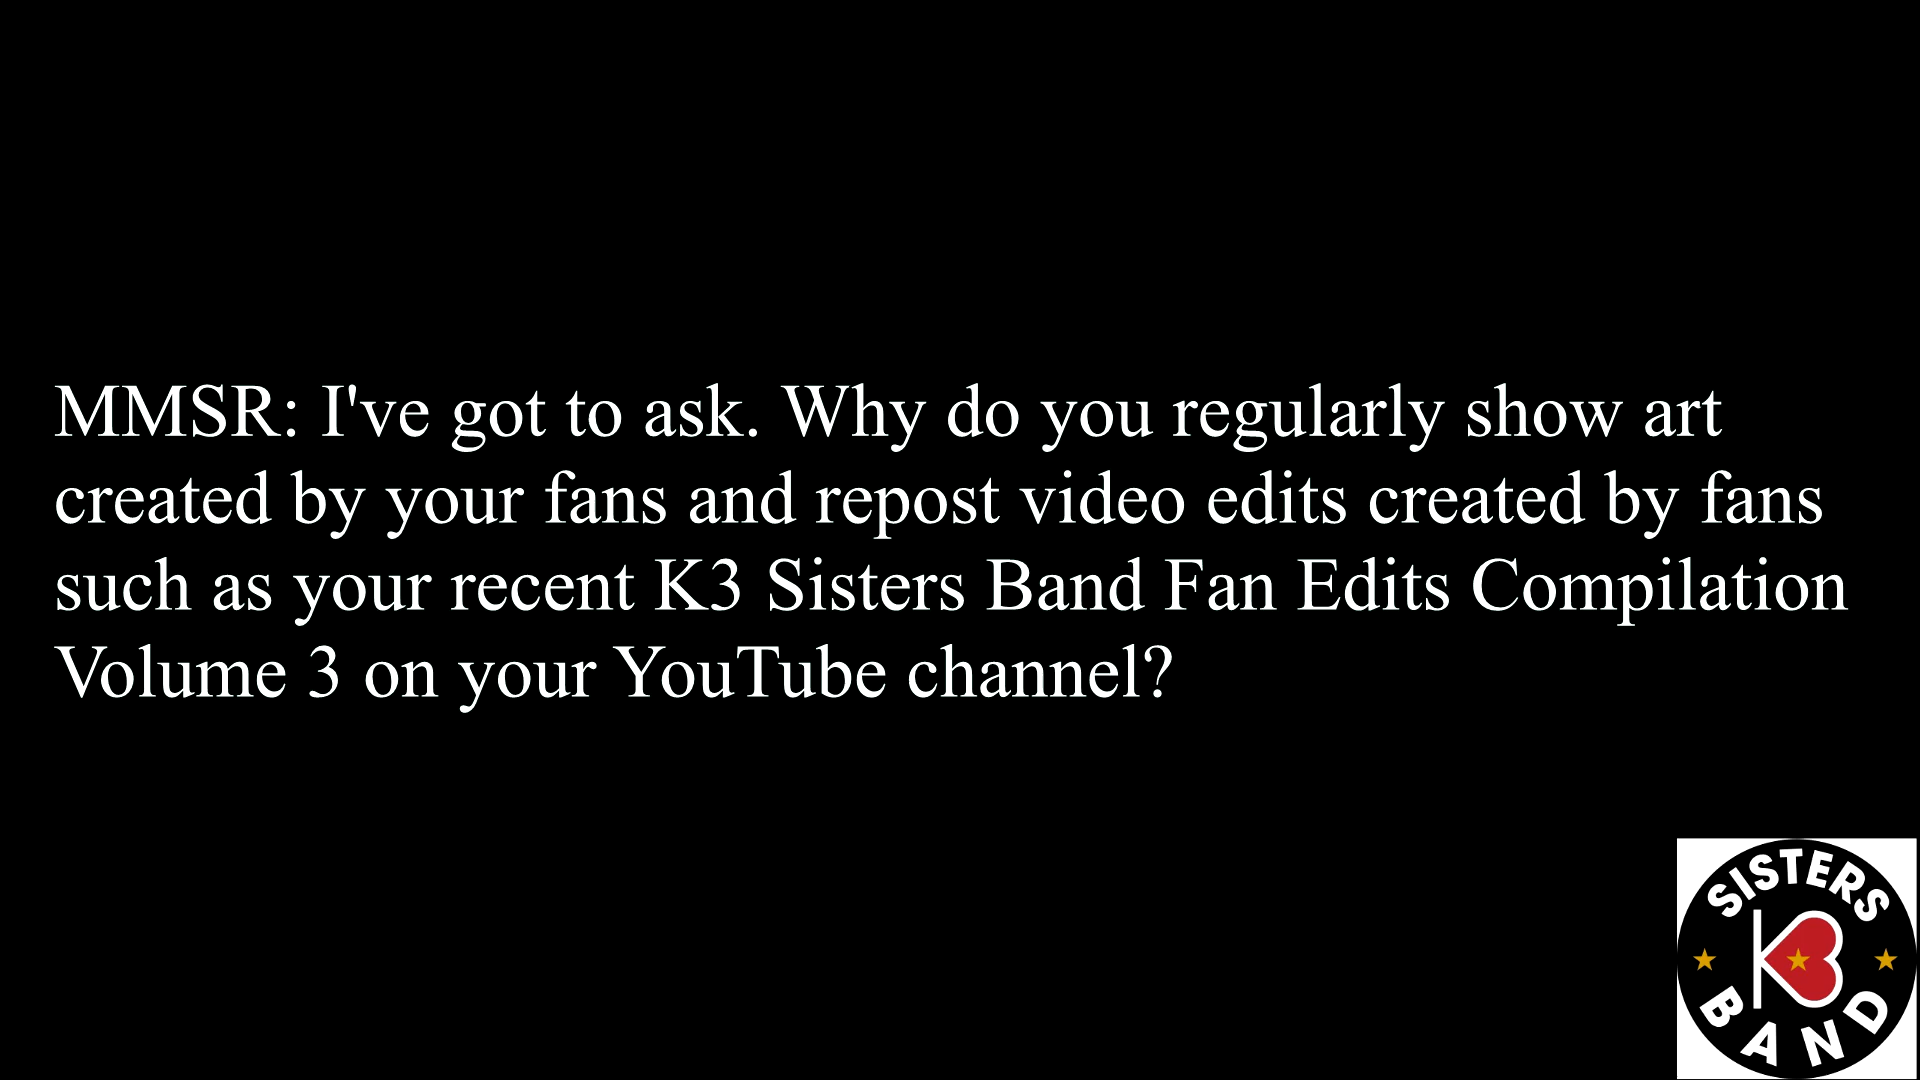 MMSR: I've got to ask. Why do you regularly show art
created by your fans and repost video edits created by fans
such as your recent K3 Sisters Band Fan Edits Compilation
Volume 3 on your YouTube channel?
SISTERS
K3
BAND